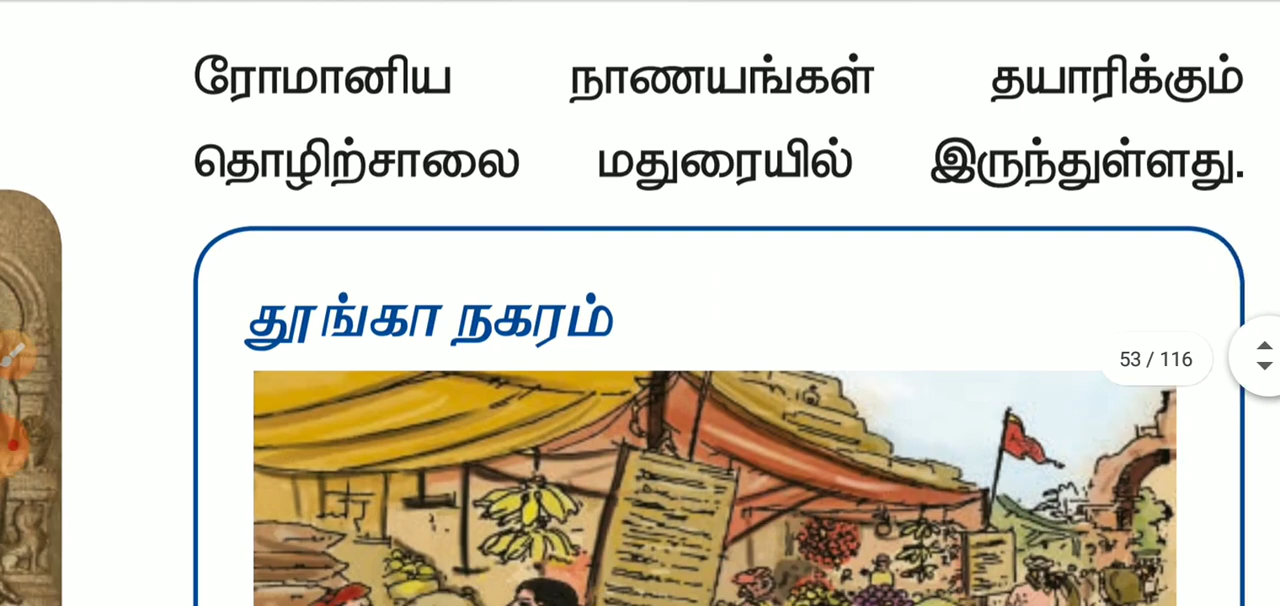 ரோமானிய நாணயங்கள் தயாரிக்கும்
தொழிற்சாலை மதுரையில் இருந்துள்ளது.
தூங்கா நகரம்
53 / 116